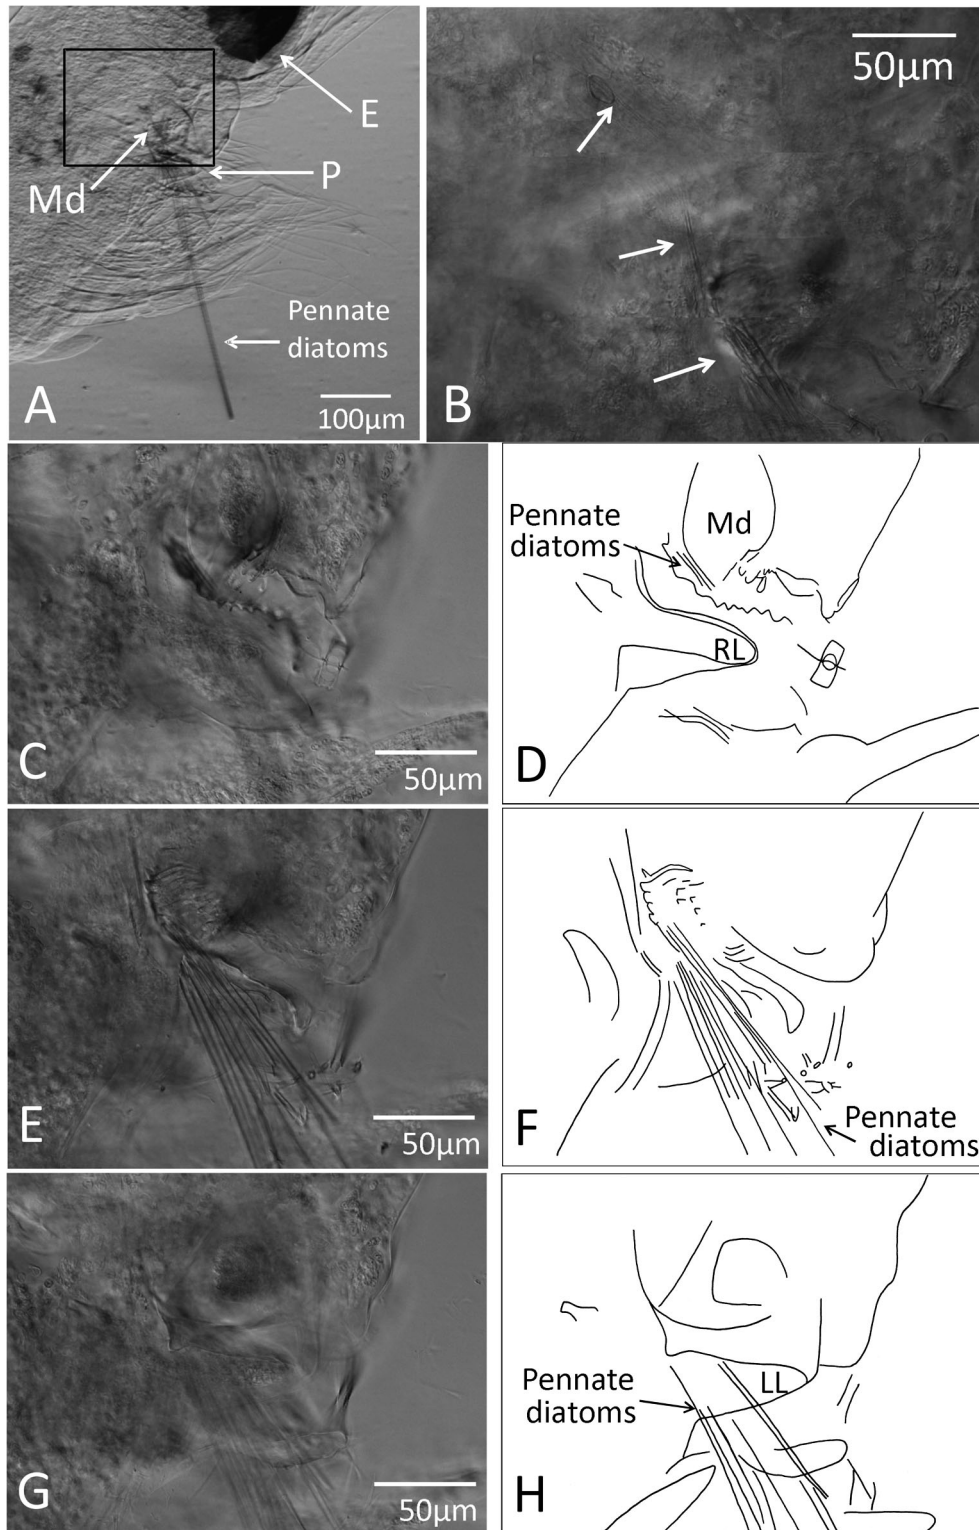 E
P
Md
Pennate
diatoms
A
100µm
50µm
B
C
50µm
Pennate
diatoms
Md
RL
D
E
50µm
F
Pennate
diatoms
G
50µm
Pennate
diatoms
LL
H